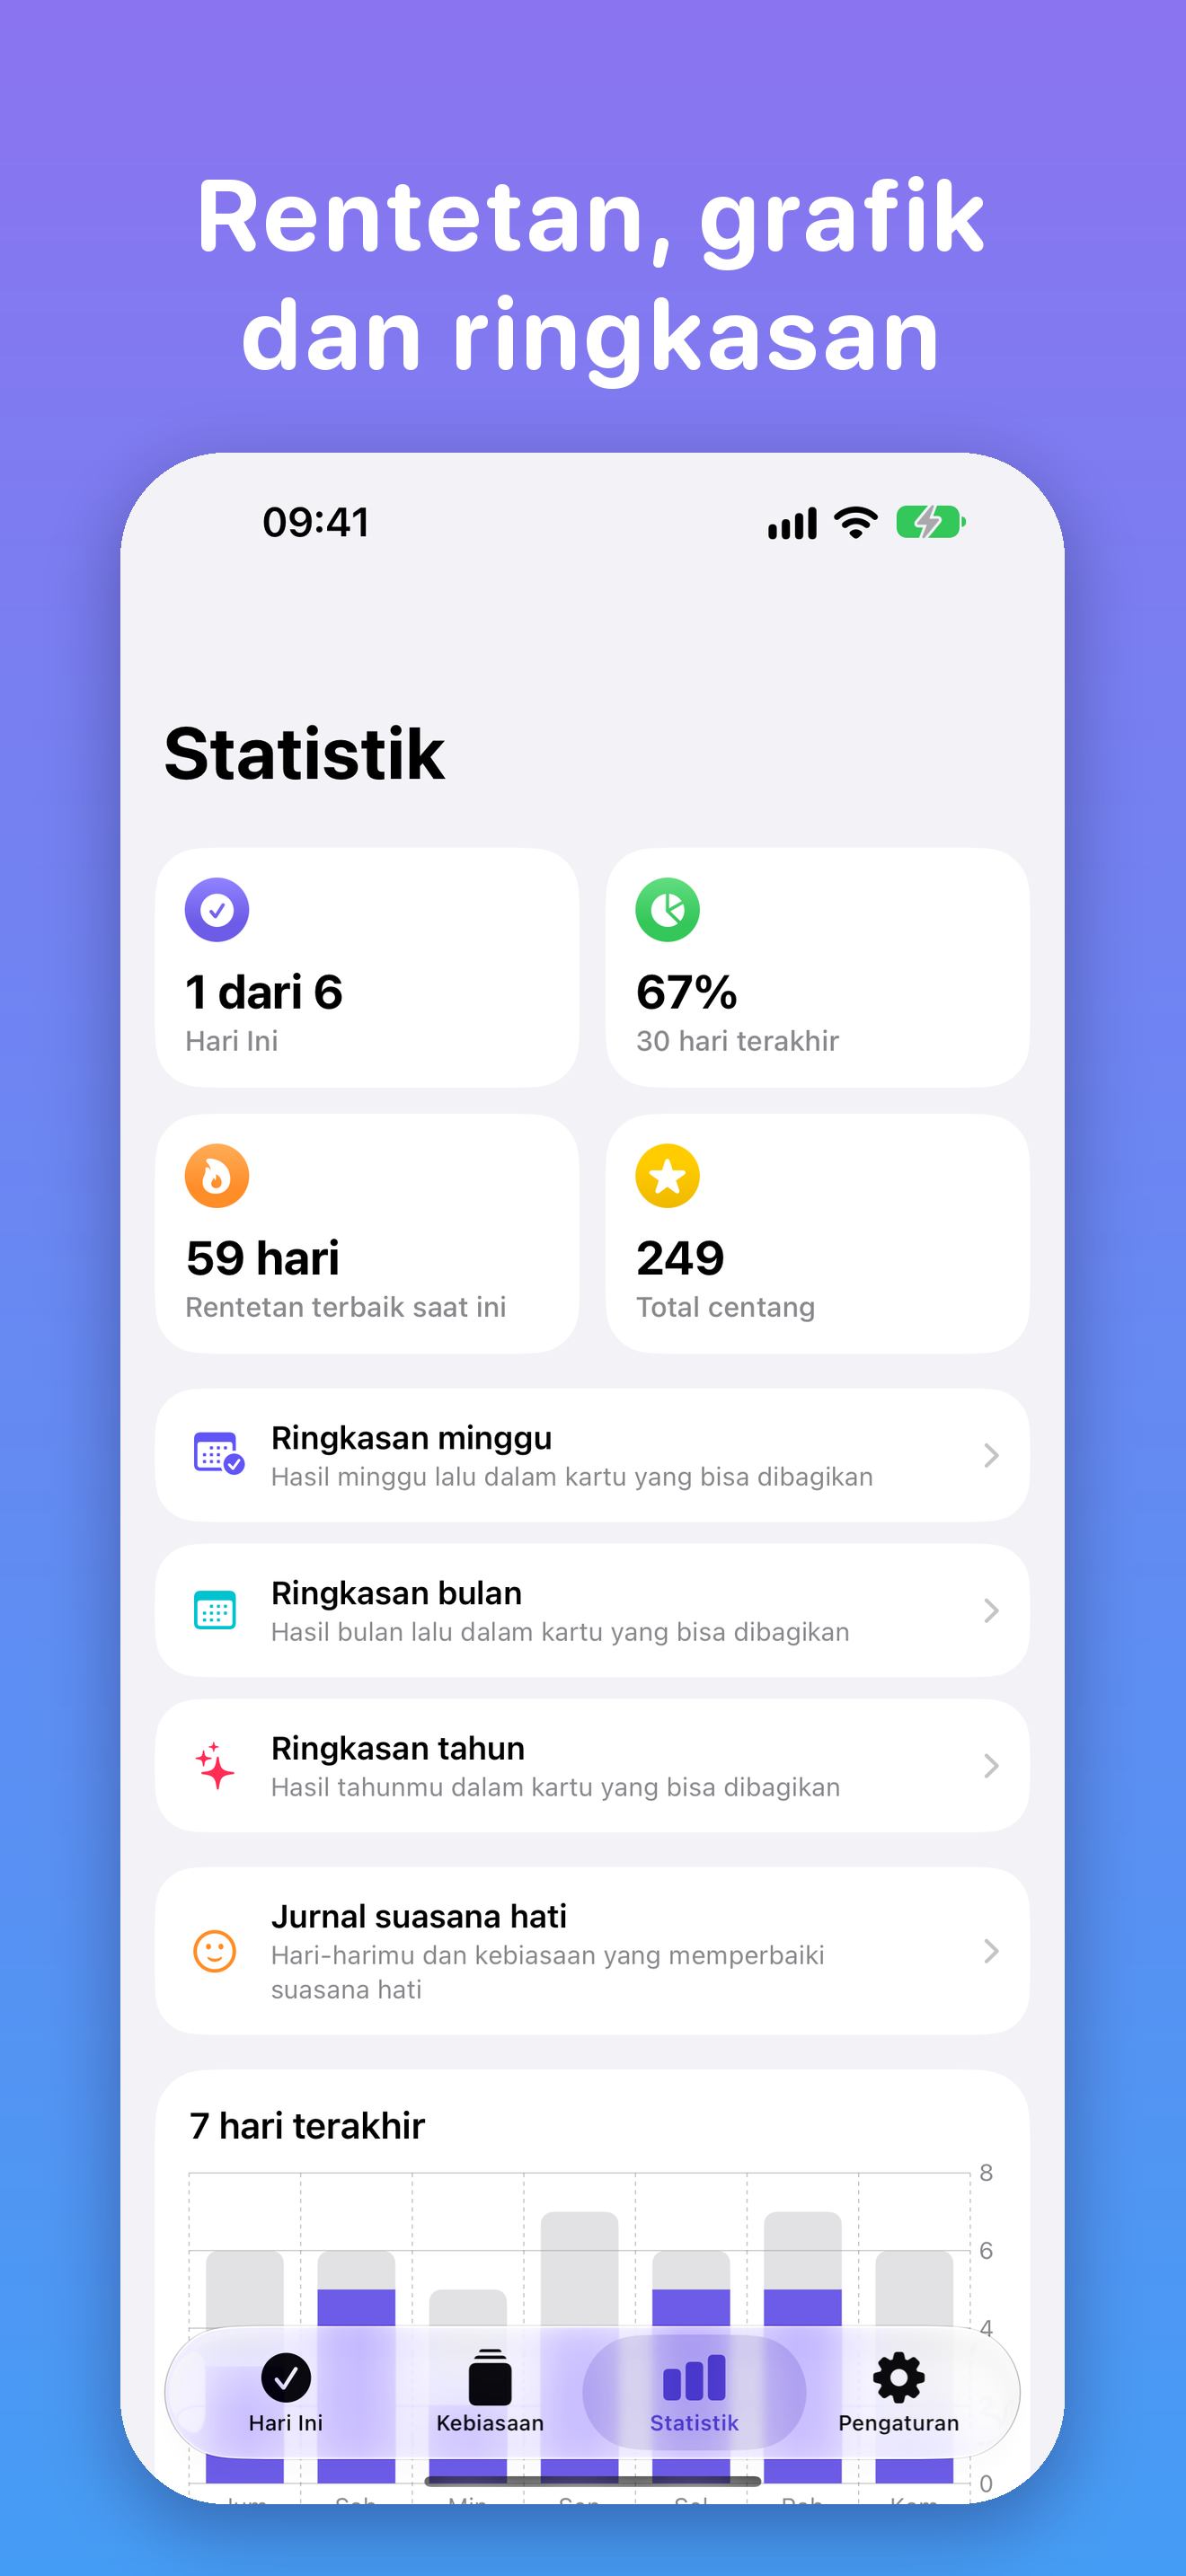 Rentetan, grafik
dan ringkasan
09:41
Statistik
1 dari 6
Hari Ini
67%
30 hari terakhir
59 hari
Rentetan terbaik saat ini
249
Total centang
Ringkasan minggu
Hasil minggu lalu dalam kartu yang bisa dibagikan
Ringkasan bulan
Hasil bulan lalu dalam kartu yang bisa dibagikan
Ringkasan tahun
Hasil tahunmu dalam kartu yang bisa dibagikan
Jurnal suasana hati
Hari-harimu dan kebiasaan yang memperbaiki
suasana hati
7 hari terakhir
8
6
4
Hari Ini
Kebiasaan
Statistik
Pengaturan
0